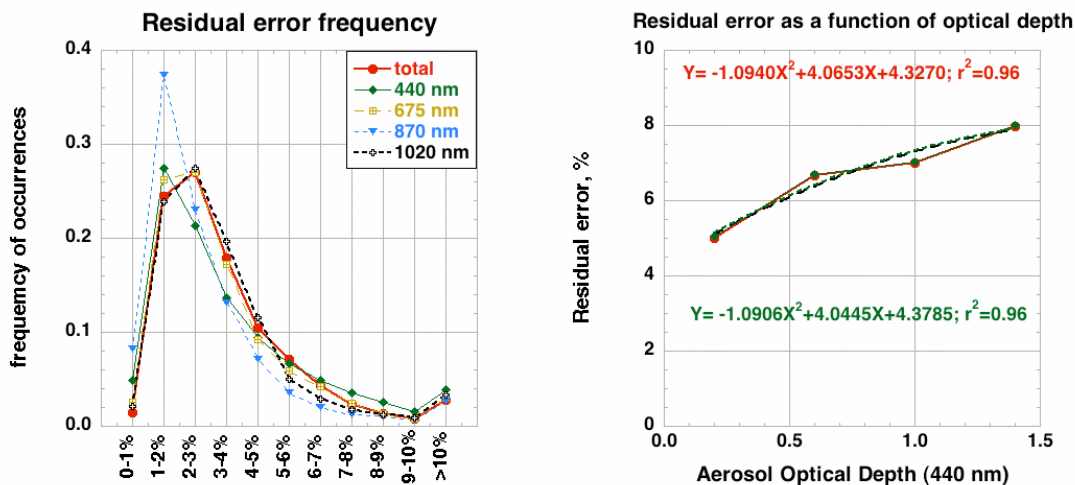 Residual error frequency
frequency of occurrences
0.4
0.3
0.2
0.1
0.0
total
440 nm
675 nm
870 nm
1020 nm
0-1%
1-2%
2-3%
3-4%
4-5%
5-6%
6-7%
7-8%
8-9%
9-10%
>10%
Residual error as a function of optical depth
Residual error, %
10
8
6
4
2
0
Y= -1.0940X²+4.0653X+4.3270; r²=0.96
Y= -1.0906X²+4.0445X+4.3785; r²=0.96
0.0 0.5 1.0 1.5
Aerosol Optical Depth (440 nm)